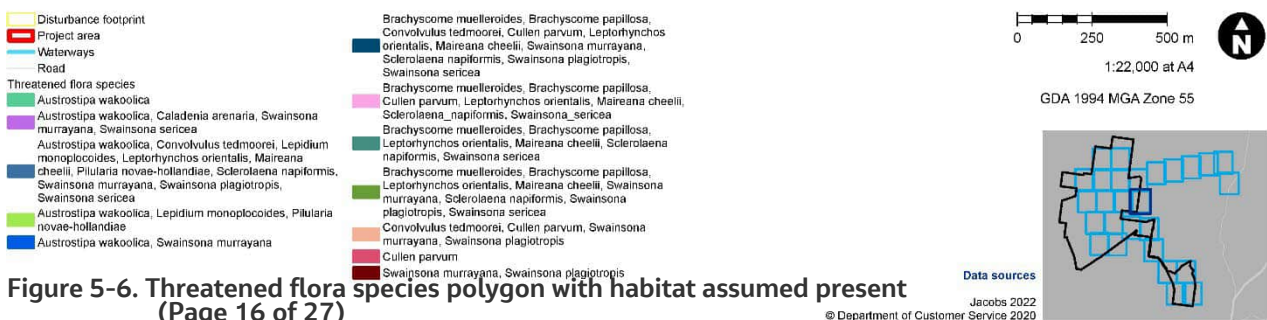 Disturbance footprint
Project area
Waterways
Road
Threatened flora species
Austrostipa wakoolica
Austrostipa wakoolica, Caladenia arenaria, Swainsona
murrayana, Swainsona sericea
Austrostipa wakoolica, Convolvulus tedmoorei, Lepidium
monoplocoides, Leptorhynchos orientalis, Maireana
cheelii, Pilularia novae-hollandiae, Sclerolaena napiformis,
Swainsona murrayana, Swainsona plagiotropis,
Swainsona sericea
Austrostipa wakoolica, Lepidium monoplocoides, Pilularia
novae-hollandiae
Austrostipa wakoolica, Swainsona murrayana
Brachyscome muelleroides, Brachyscome papillosa,
Convolvulus tedmoorei, Cullen parvum, Leptorhynchos
orientalis, Maireana cheelii, Swainsona murrayana,
Sclerolaena napiformis, Swainsona plagiotropis,
Swainsona sericea
Brachyscome muelleroides, Brachyscome papillosa,
Cullen parvum, Leptorhynchos orientalis, Maireana cheelii,
Sclerolaena_napiformis, Swainsona_sericea
Brachyscome muelleroides, Brachyscome papillosa,
Leptorhynchos orientalis, Maireana cheelii, Sclerolaena
napiformis, Swainsona sericea
Brachyscome muelleroides, Brachyscome papillosa,
Leptorhynchos orientalis, Maireana cheelii, Swainsona
murrayana, Sclerolaena napiformis, Swainsona
plagiotropis, Swainsona sericea
Convolvulus tedmoorei, Cullen parvum, Swainsona
murrayana, Swainsona plagiotropis
Cullen parvum
Swainsona murrayana, Swainsona plagiotropis
0 250 500 m
N
1:22,000 at A4
GDA 1994 MGA Zone 55
Data sources
Jacobs 2022
© Department of Customer Service 2020
Figure 5-6. Threatened flora species polygon with habitat assumed present
(Page 16 of 27)